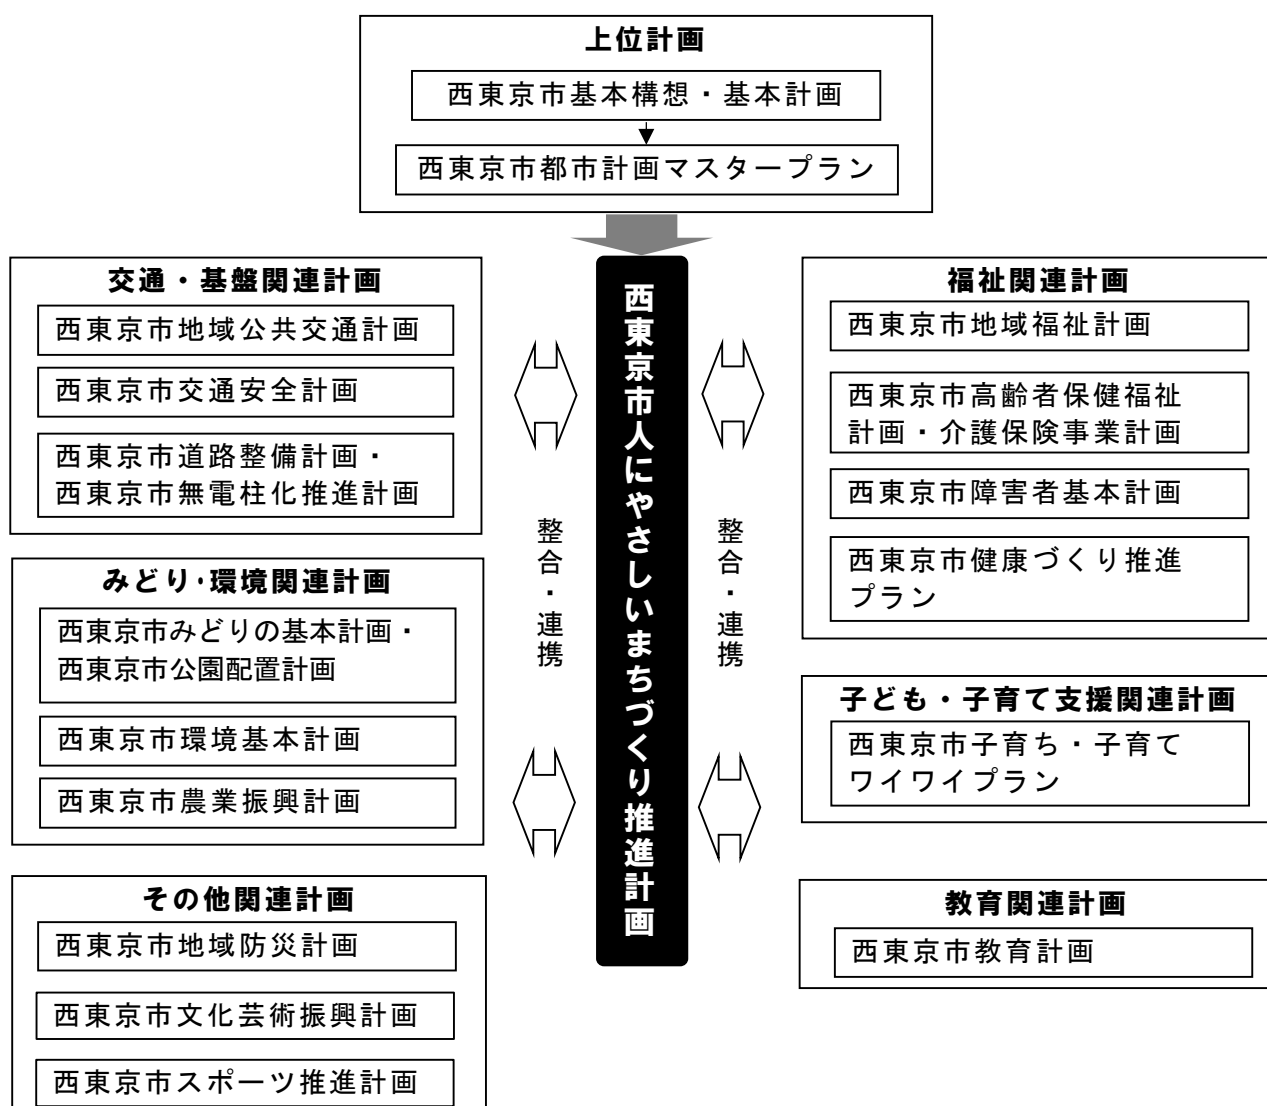 上位計画
西東京市基本構想・基本計画
西東京市都市計画マスタープラン
交通・基盤関連計画
西東京市地域公共交通計画
西東京市交通安全計画
西東京市道路整備計画・
西東京市無電柱化推進計画
みどり・環境関連計画
西東京市みどりの基本計画・
西東京市公園配置計画
西東京市環境基本計画
西東京市農業振興計画
その他関連計画
西東京市地域防災計画
西東京市文化芸術振興計画
西東京市スポーツ推進計画
整合・連携
西東京市人にやさしいまちづくり推進計画
整合・連携
福祉関連計画
西東京市地域福祉計画
西東京市高齢者保健福祉
計画・介護保険事業計画
西東京市障害者基本計画
西東京市健康づくり推進
プラン
子ども・子育て支援関連計画
西東京市子育ち・子育て
ワイワイプラン
教育関連計画
西東京市教育計画